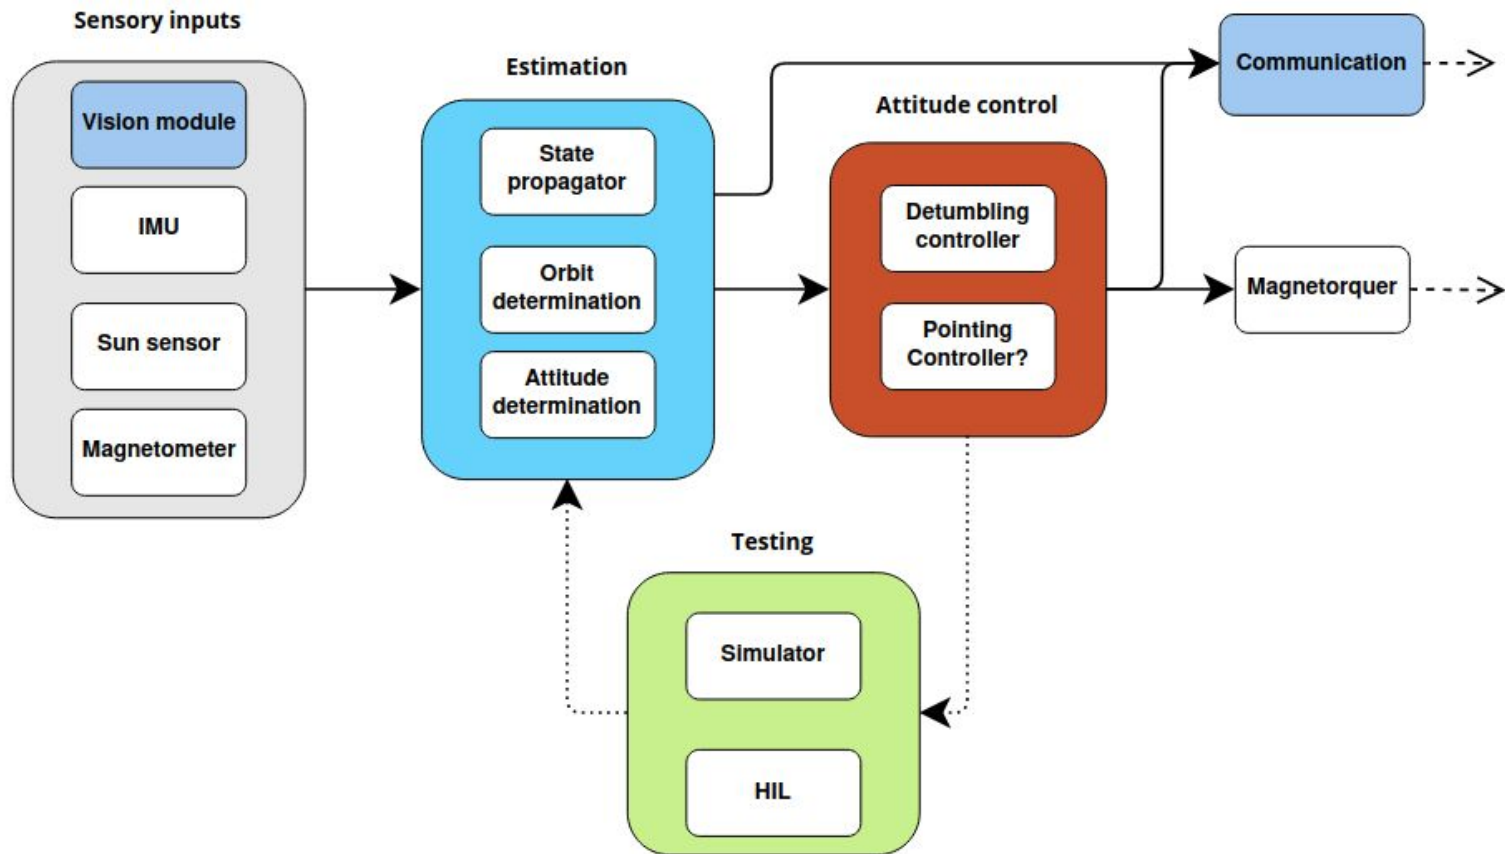 Sensory inputs
Vision module
IMU
Sun sensor
Magnetometer
Estimation
State
propagator
Orbit
determination
Attitude
determination
Attitude control
Detumbling
controller
Pointing
Controller?
Communication
Magnetorquer
Testing
Simulator
HIL